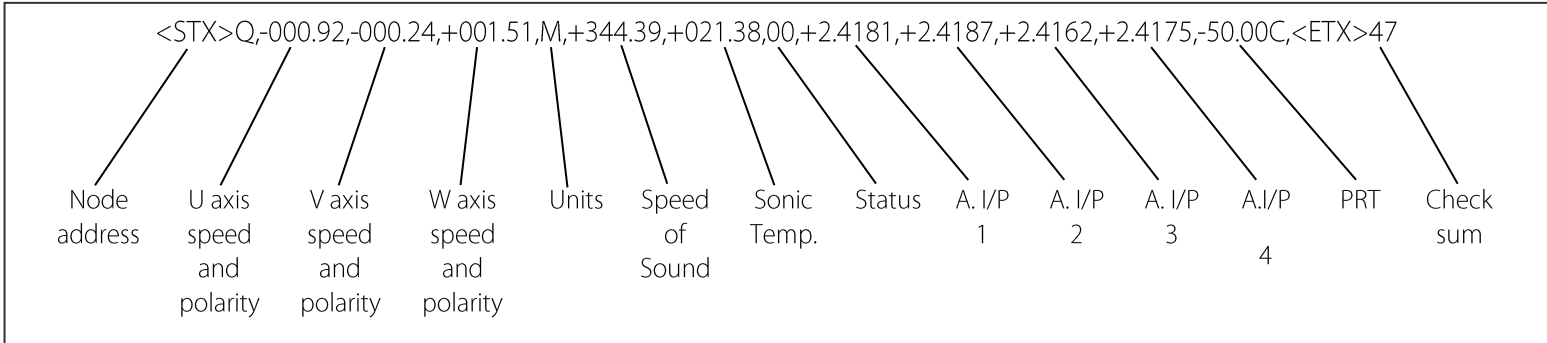 <STX>Q,-000.92,-000.24,+001.51,M,+344.39,+021.38,00,+2.4181,+2.4187,+2.4162,+2.4175,-50.00C,<ETX>47
Node address
U axis speed and polarity
V axis speed and polarity
W axis speed and polarity
Units
Speed of Sound
Sonic Temp.
Status
A. I/P 1
A. I/P 2
A. I/P 3
A.I/P 4
PRT
Check sum